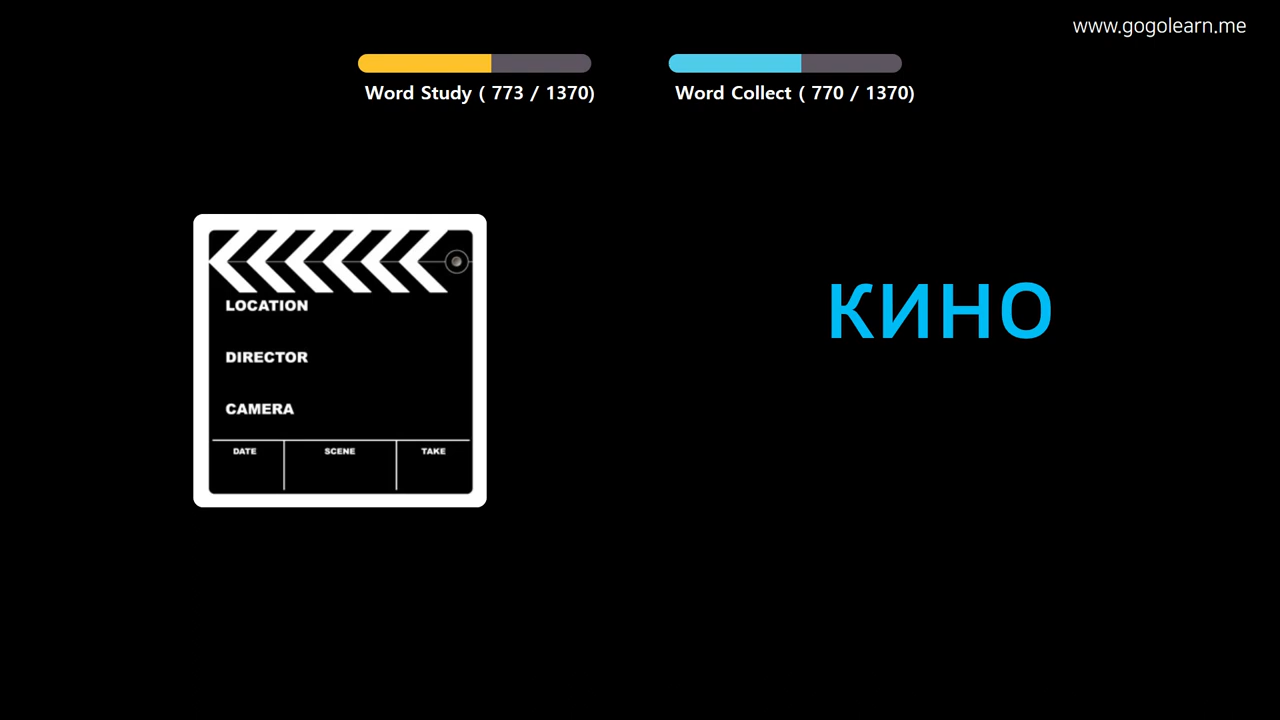 www.gogolearn.me
Word Study ( 773 / 1370)
Word Collect ( 770 / 1370)
LOCATION
DIRECTOR
CAMERA
DATE
SCENE
TAKE
кино